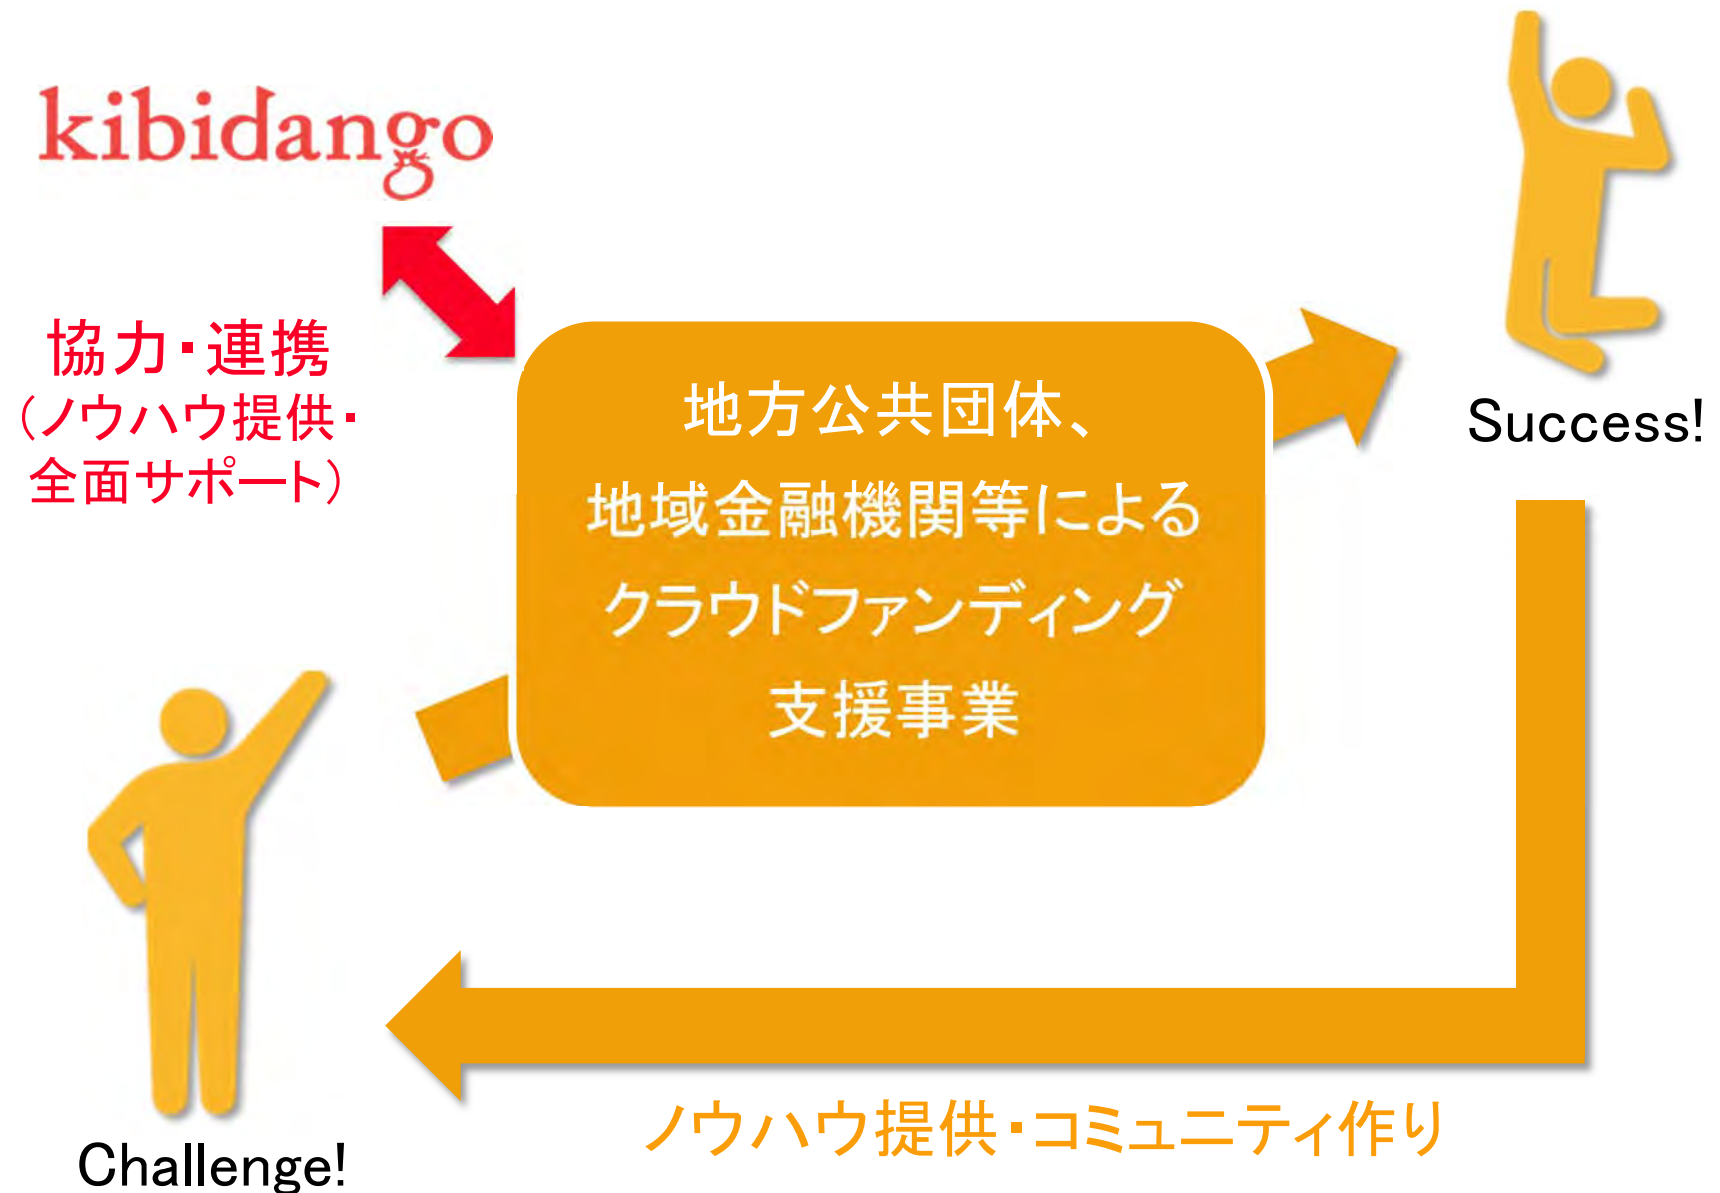 kibidango
協力・連携
(ノウハウ提供・
全面サポート)
地方公共団体、
地域金融機関等による
クラウドファンディング
支援事業
Success!
Challenge!
ノウハウ提供・コミュニティ作り